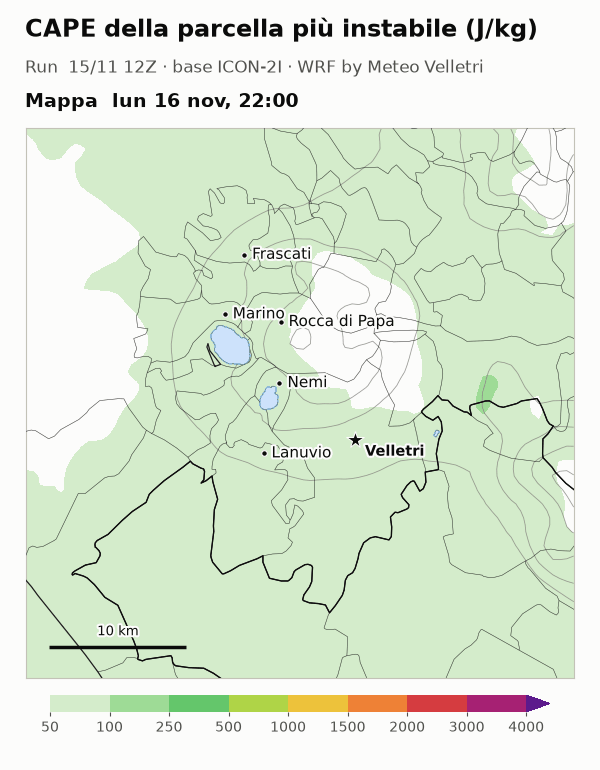 CAPE della parcella più instabile (J/kg)
Run  15/11 12Z · base ICON-2I · WRF by Meteo Velletri
Mappa  lun 16 nov, 22:00
Frascati
Marino
Rocca di Papa
Nemi
Velletri
Lanuvio
10 km
50 100 250 500 1000 1500 2000 3000 4000